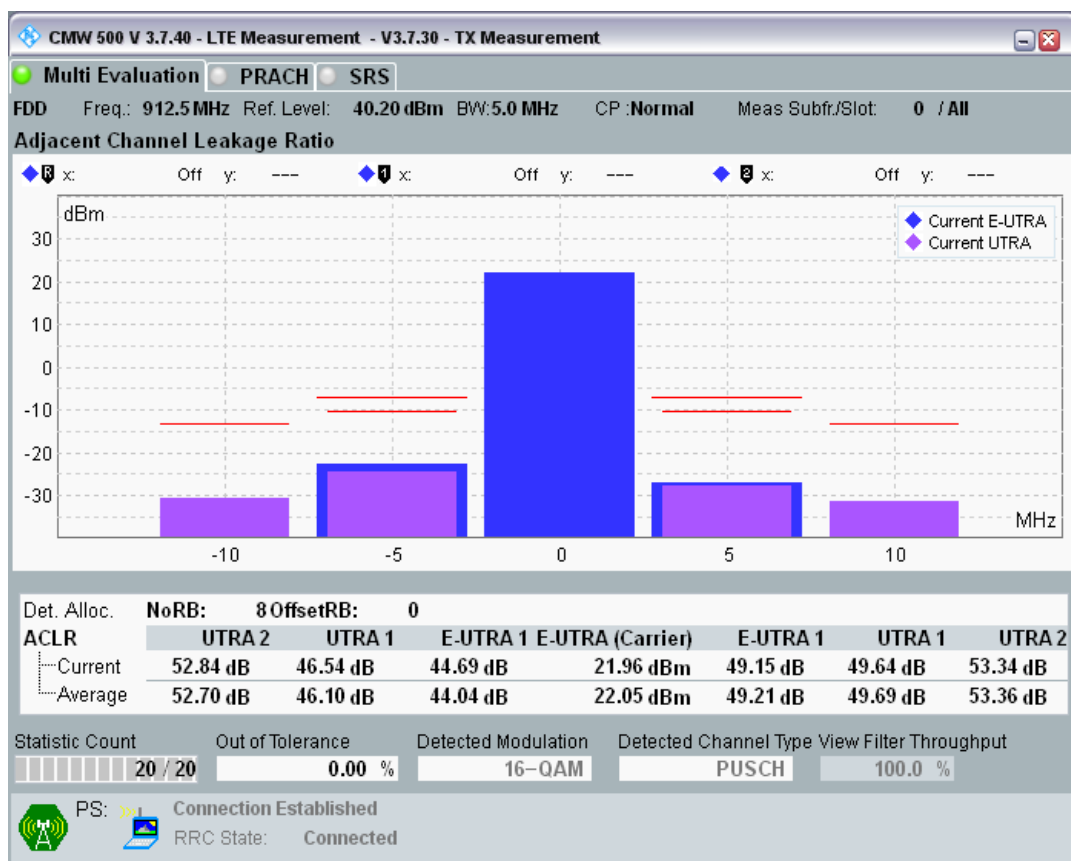 CMW 500 V 3.7.40 - LTE Measurement - V3.7.30 - TX Measurement
Multi Evaluation PRACH SRS
FDD Freq.: 912.5 MHz Ref. Level: 40.20 dBm BW:5.0 MHz CP :Normal Meas Subfr./Slot: 0 / All
Adjacent Channel Leakage Ratio
R x: Off y: --- 1 x: Off y: --- 2 x: Off y: ---
dBm
Current E-UTRA
Current UTRA
30
20
10
0
-10
-20
-30
MHz
-10 -5 0 5 10
Det. Alloc. NoRB: 8 OffsetRB: 0
ACLR UTRA 2 UTRA 1 E-UTRA 1 E-UTRA (Carrier) E-UTRA 1 UTRA 1 UTRA 2
Current 52.84 dB 46.54 dB 44.69 dB 21.96 dBm 49.15 dB 49.64 dB 53.34 dB
Average 52.70 dB 46.10 dB 44.04 dB 22.05 dBm 49.21 dB 49.69 dB 53.36 dB
Statistic Count Out of Tolerance Detected Modulation Detected Channel Type View Filter Throughput
20 / 20 0.00 % 16-QAM PUSCH 100.0 %
PS: Connection Established
RRC State: Connected